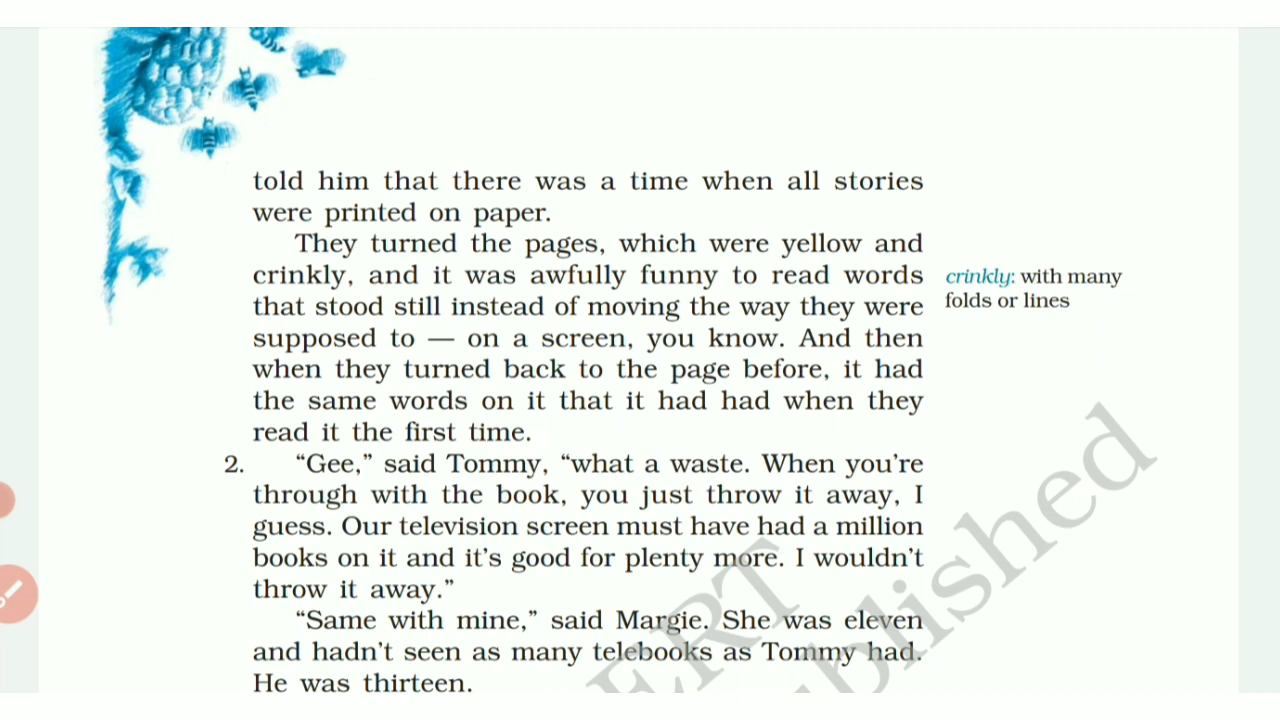 told him that there was a time when all stories
were printed on paper.
They turned the pages, which were yellow and
crinkly, and it was awfully funny to read words
that stood still instead of moving the way they were
supposed to — on a screen, you know. And then
when they turned back to the page before, it had
the same words on it that it had had when they
read it the first time.
crinkly: with many
folds or lines
2. “Gee,” said Tommy, “what a waste. When you’re
through with the book, you just throw it away, I
guess. Our television screen must have had a million
books on it and it’s good for plenty more. I wouldn’t
throw it away.”
“Same with mine,” said Margie. She was eleven
and hadn't seen as many telebooks as Tommy had.
He was thirteen.